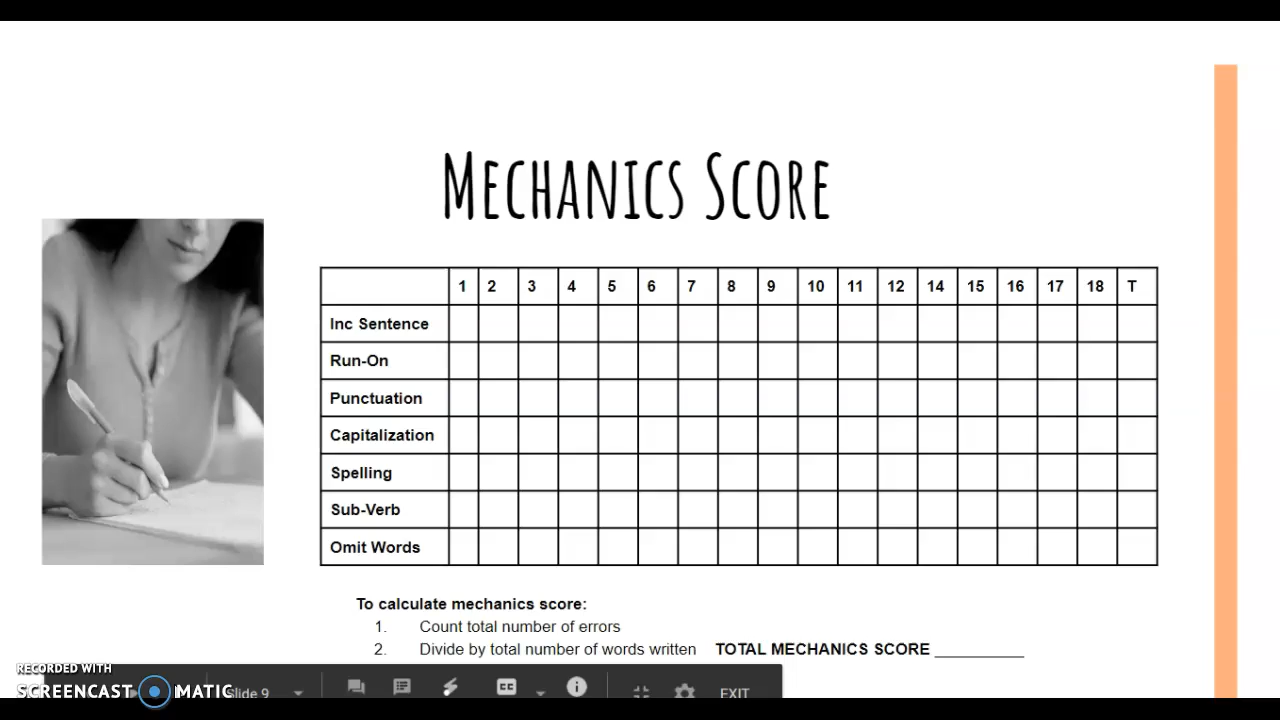 Mechanics Score
1 2 3 4 5 6 7 8 9 10 11 12 14 15 16 17 18 T
Inc Sentence
Run-On
Punctuation
Capitalization
Spelling
Sub-Verb
Omit Words
To calculate mechanics score:
1. Count total number of errors
2. Divide by total number of words written TOTAL MECHANICS SCORE __________
RECORDED WITH
SCREENCAST MATIC
Slide 9 CC EXIT